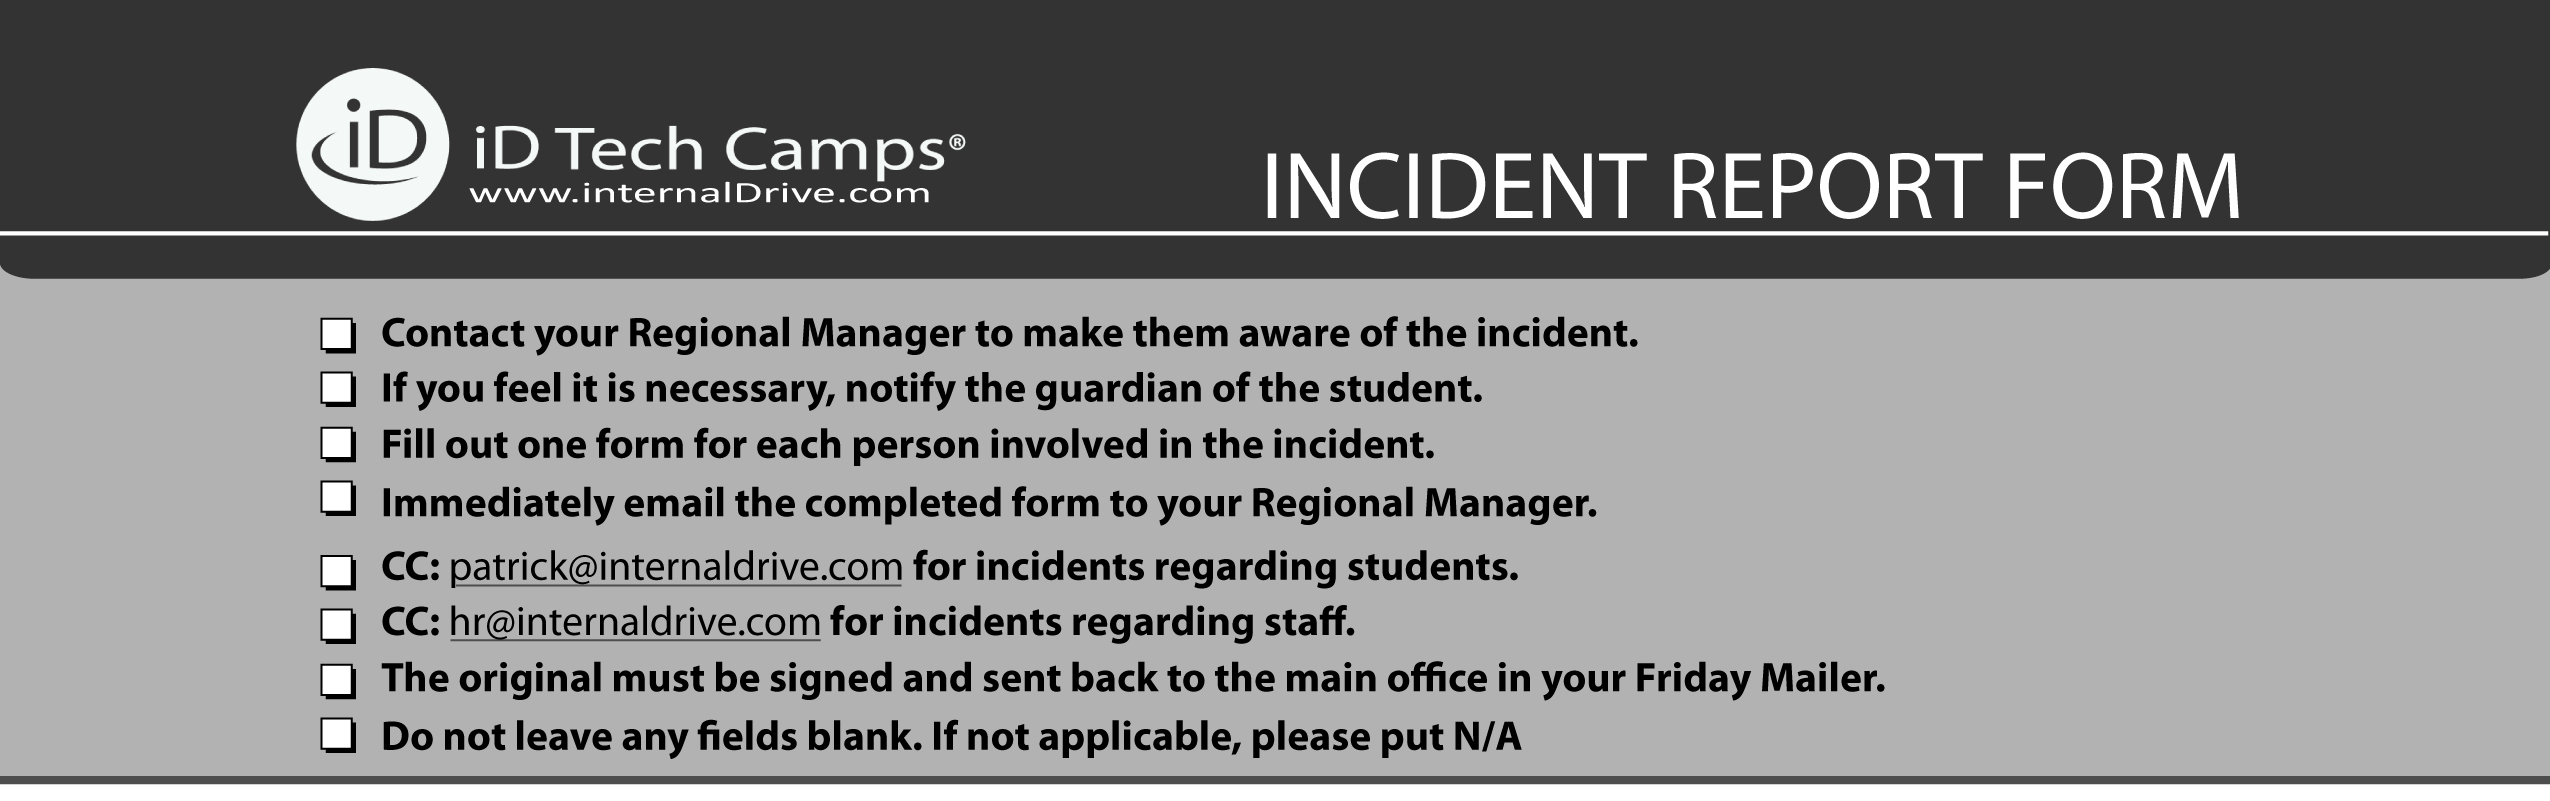 iD
iD Tech Camps®
www.internalDrive.com
INCIDENT REPORT FORM
Contact your Regional Manager to make them aware of the incident.
If you feel it is necessary, notify the guardian of the student.
Fill out one form for each person involved in the incident.
Immediately email the completed form to your Regional Manager.
CC: patrick@internaldrive.com for incidents regarding students.
CC: hr@internaldrive.com for incidents regarding staff.
The original must be signed and sent back to the main office in your Friday Mailer.
Do not leave any fields blank. If not applicable, please put N/A